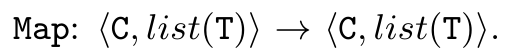 Map: ⟨C, list(T)⟩ → ⟨C, list(T)⟩.